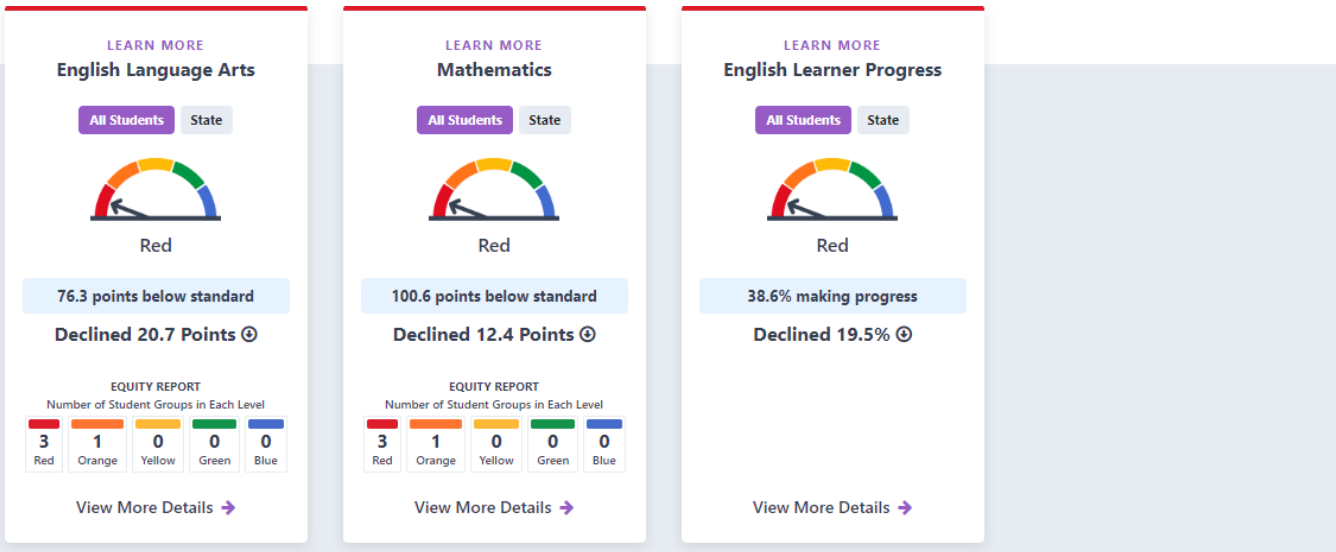 LEARN MORE
English Language Arts
All Students
State
Red
76.3 points below standard
Declined 20.7 Points
EQUITY REPORT
Number of Student Groups in Each Level
3 1 0 0 0
Red Orange Yellow Green Blue
View More Details
LEARN MORE
Mathematics
All Students
State
Red
100.6 points below standard
Declined 12.4 Points
EQUITY REPORT
Number of Student Groups in Each Level
3 1 0 0 0
Red Orange Yellow Green Blue
View More Details
LEARN MORE
English Learner Progress
All Students
State
Red
38.6% making progress
Declined 19.5%
View More Details